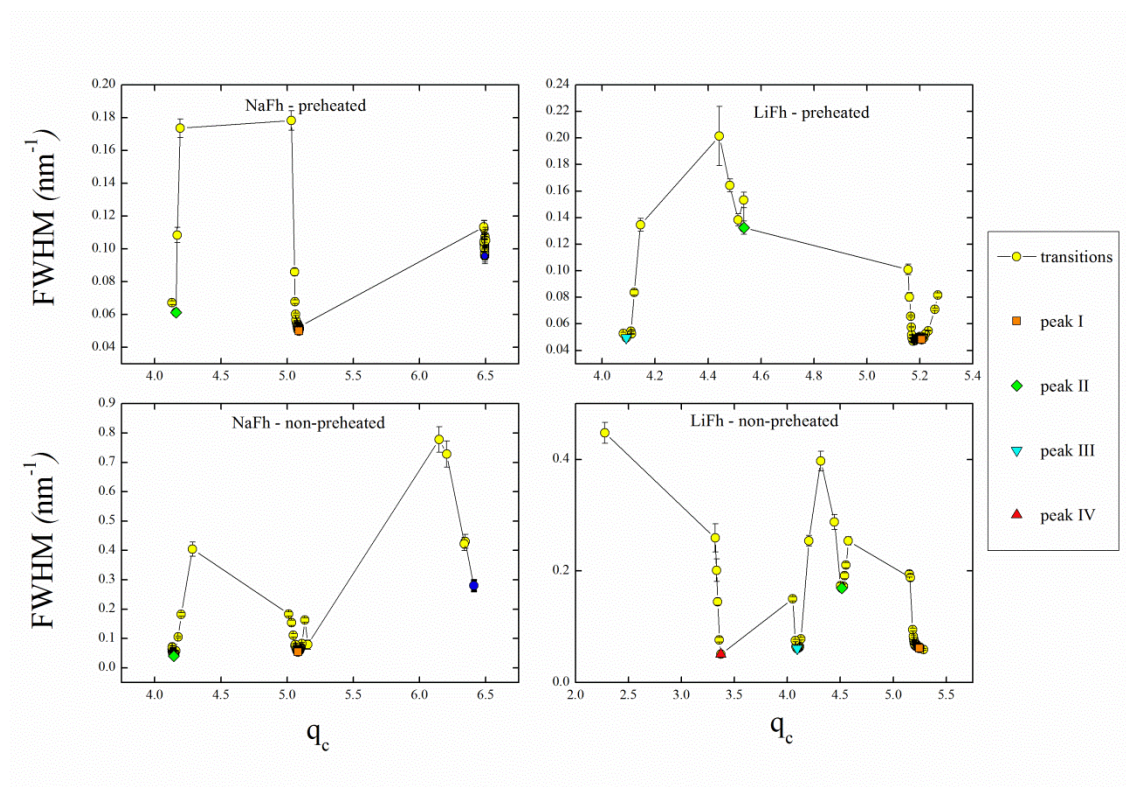 NaFh - preheated
0.20
0.18
0.16
0.14
0.12
0.10
0.08
0.06
0.04
4.0 4.5 5.0 5.5 6.0 6.5
FWHM (nm⁻¹)
LiFh - preheated
0.24
0.22
0.20
0.18
0.16
0.14
0.12
0.10
0.08
0.06
0.04
4.0 4.2 4.4 4.6 4.8 5.0 5.2 5.4
NaFh - non-preheated
0.9
0.8
0.7
0.6
0.5
0.4
0.3
0.2
0.1
0.0
4.0 4.5 5.0 5.5 6.0 6.5
FWHM (nm⁻¹)
q_c
LiFh - non-preheated
0.4
0.2
0.0
2.0 2.5 3.0 3.5 4.0 4.5 5.0 5.5
q_c
transitions
peak I
peak II
peak III
peak IV